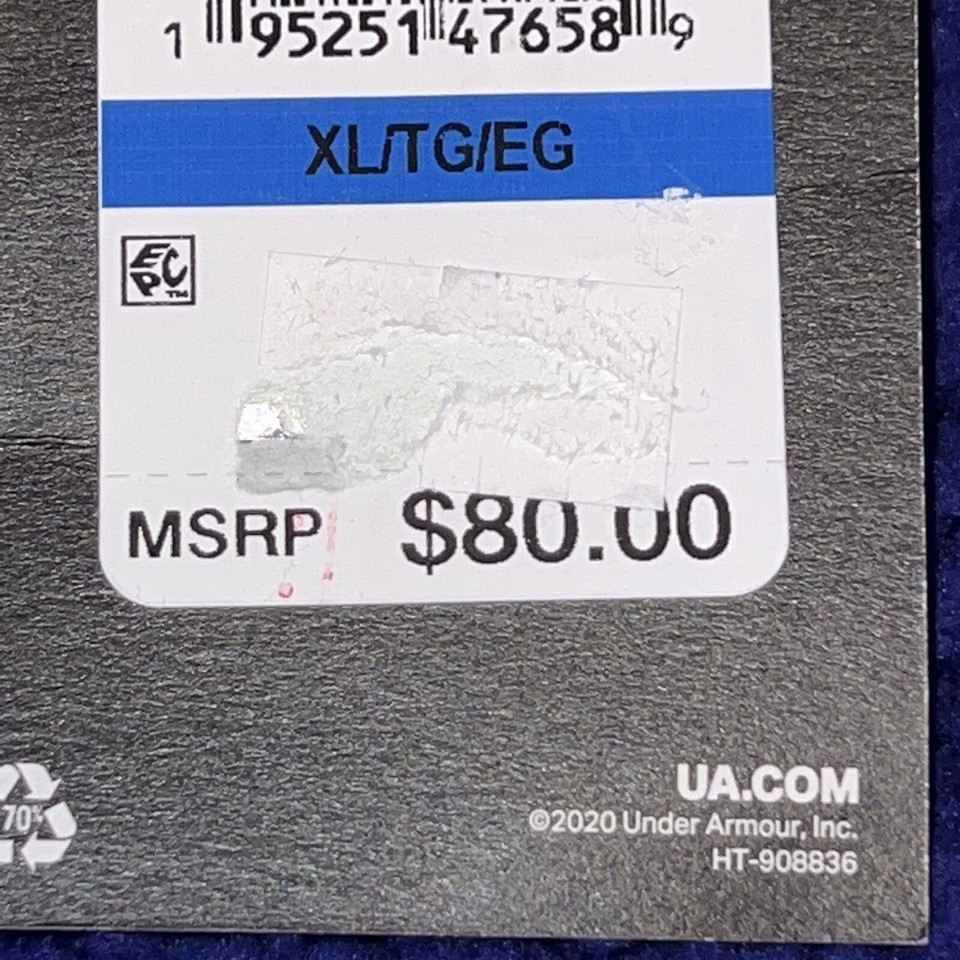 1 95251 47658 9
XL/TG/EG
EPC™
MSRP $80.00
70%
UA.COM
©2020 Under Armour, Inc.
HT-908836